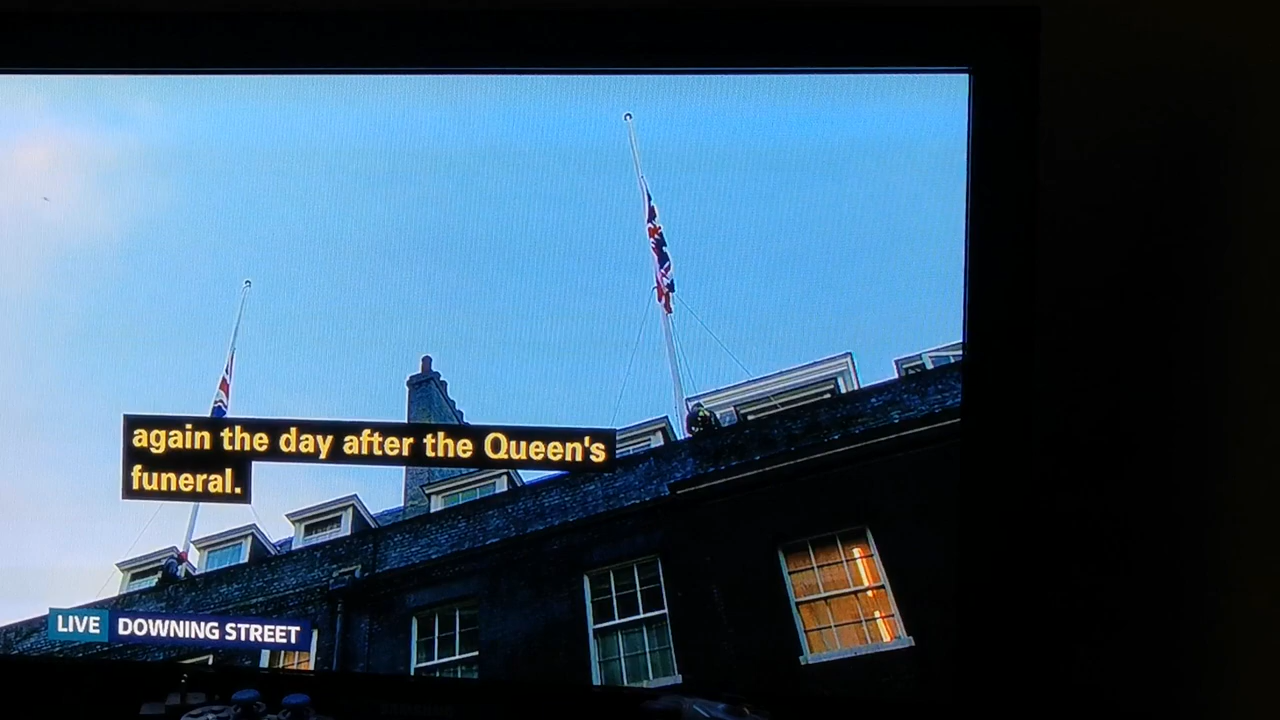 again the day after the Queen's
funeral.
LIVE DOWNING STREET